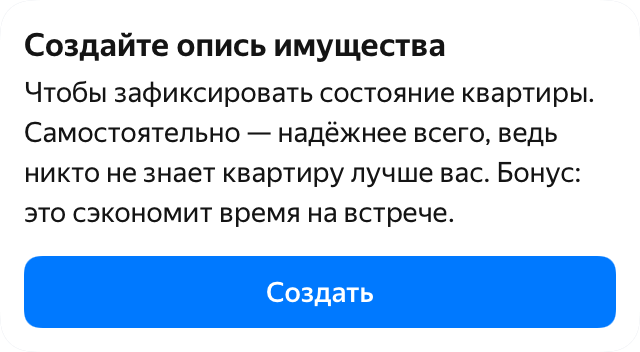 Создайте опись имущества
Чтобы зафиксировать состояние квартиры.
Самостоятельно — надёжнее всего, ведь
никто не знает квартиру лучше вас. Бонус:
это сэкономит время на встрече.
Создать